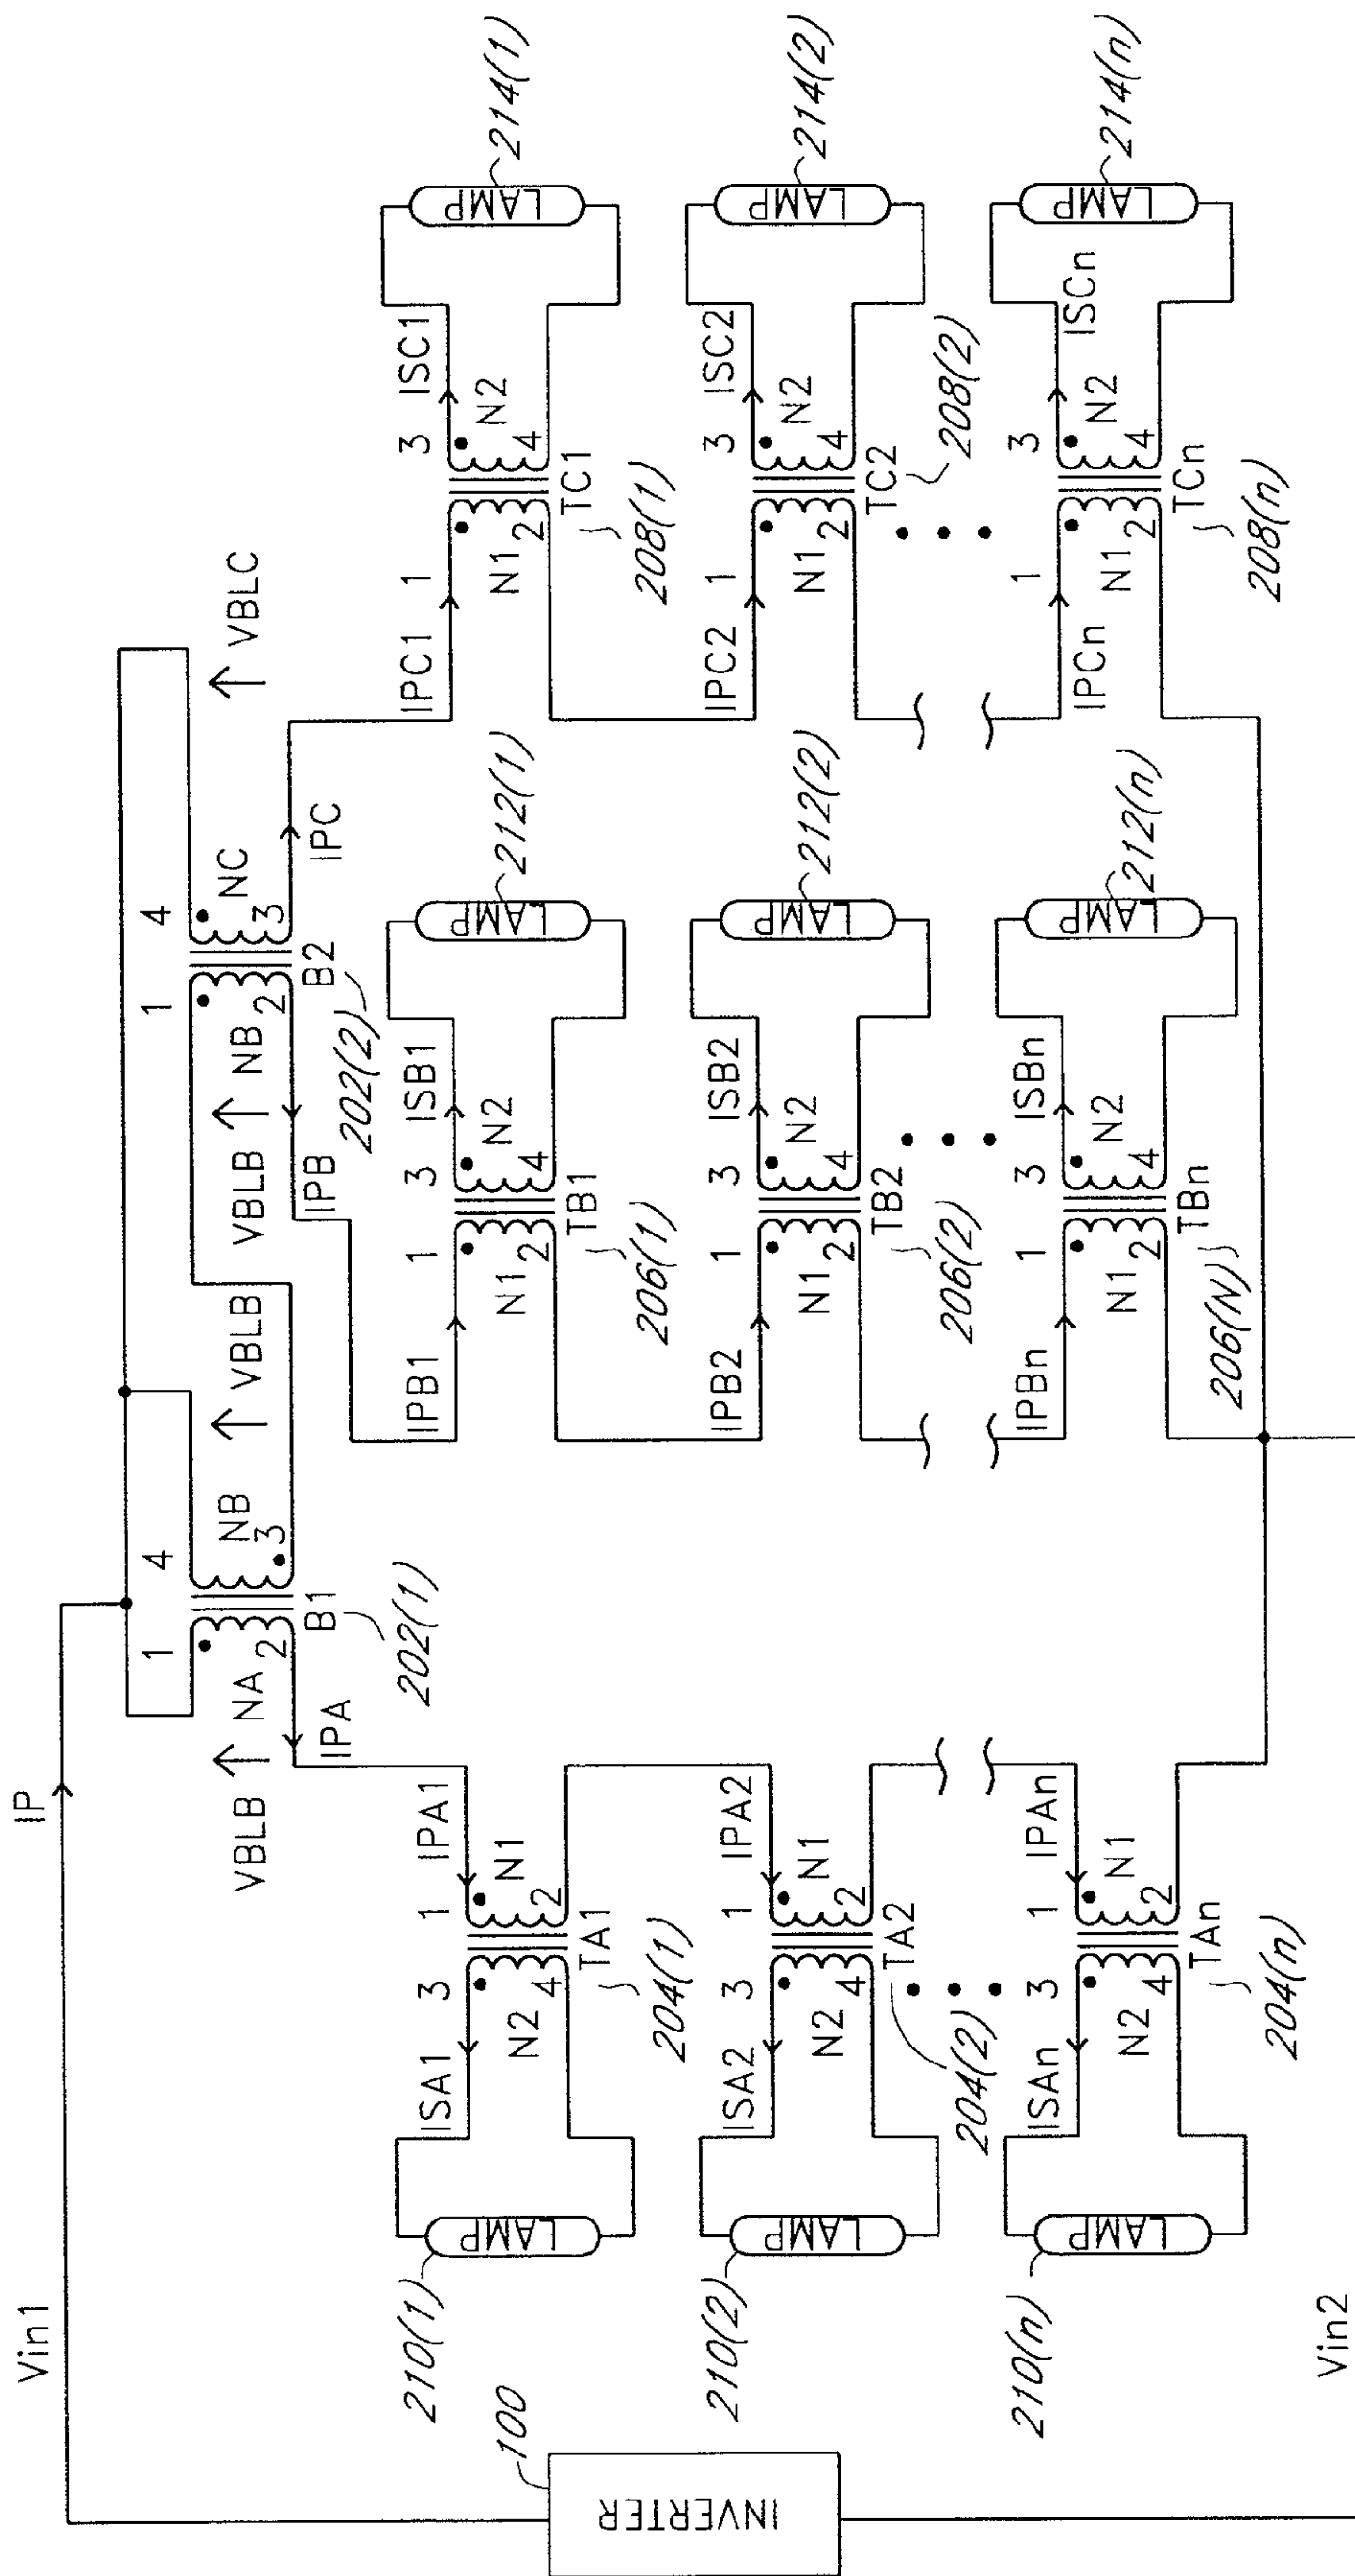 Vin1
IP
INVERTER
100
Vin2
1
4
NA
NB
2
3
VBLB
VBLB
B1
202(1)
IPA
1
4
NB
NC
2
3
VBLB
VBLC
B2
202(2)
IPB
IPC
210(1)
LAMP
ISA1
3
1
IPA1
N2
N1
4
2
TA1
204(1)
210(2)
LAMP
ISA2
3
1
IPA2
N2
N1
4
2
TA2
204(2)
210(n)
LAMP
ISAn
3
1
IPAn
N2
N1
4
2
TAn
204(n)
IPB1
1
3
ISB1
N1
N2
2
4
TB1
206(1)
LAMP
212(1)
IPB2
1
3
ISB2
N1
N2
2
4
TB2
206(2)
LAMP
212(2)
IPBn
1
3
ISBn
N1
N2
2
4
TBn
206(N)
LAMP
212(n)
IPC1
1
3
ISC1
N1
N2
2
4
TC1
208(1)
LAMP
214(1)
IPC2
1
3
ISC2
N1
N2
2
4
TC2
208(2)
LAMP
214(2)
IPCn
1
3
ISCn
N1
N2
2
4
TCn
208(n)
LAMP
214(n)